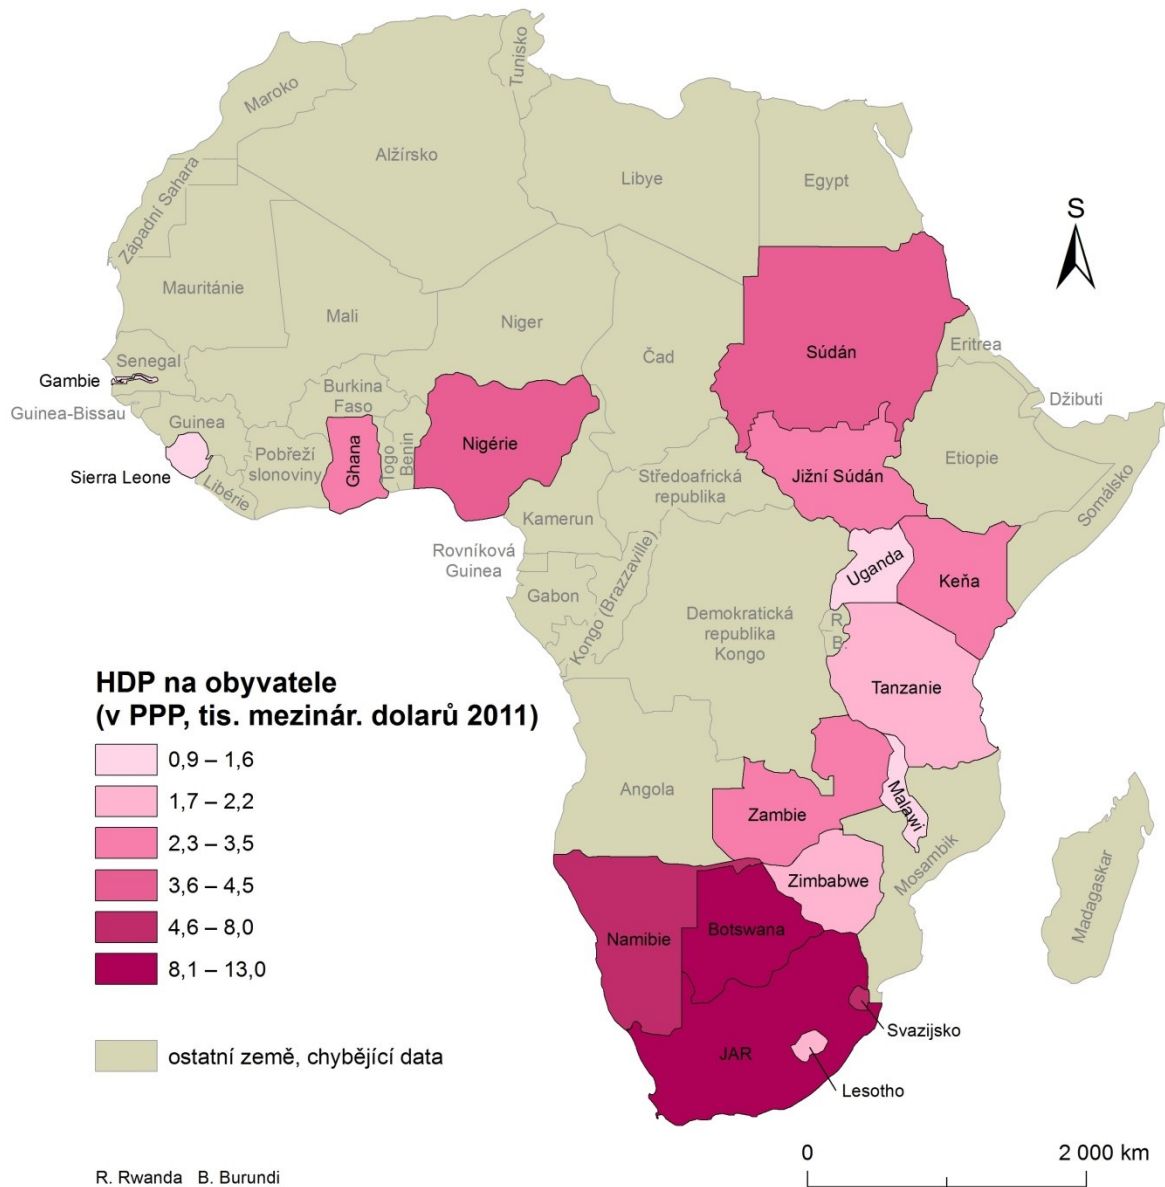 Tunisko
Maroko
Alžírsko
Libye
Egypt
Západní Sahara
S
Mauritánie
Mali
Niger
Čad
Súdán
Eritrea
Senegal
Gambie
Burkina
Faso
Džibuti
Guinea-Bissau
Guinea
Nigérie
Benin
Togo
Ghana
Pobřeží
slonoviny
Etiopie
Somálsko
Sierra Leone
Libérie
Středoafrická
republika
Jižní Súdán
Kamerun
Rovníková
Guinea
Uganda
Keňa
Gabon
Kongo (Brazzaville)
Demokratická
republika
Kongo
R.
B.
Tanzanie
HDP na obyvatele
(v PPP, tis. mezinár. dolarů 2011)
0,9 – 1,6
1,7 – 2,2
2,3 – 3,5
3,6 – 4,5
4,6 – 8,0
8,1 – 13,0
ostatní země, chybějící data
Angola
Zambie
Malawi
Mosambik
Zimbabwe
Madagaskar
Namibie
Botswana
Svazijsko
JAR
Lesotho
0
2 000 km
R. Rwanda B. Burundi